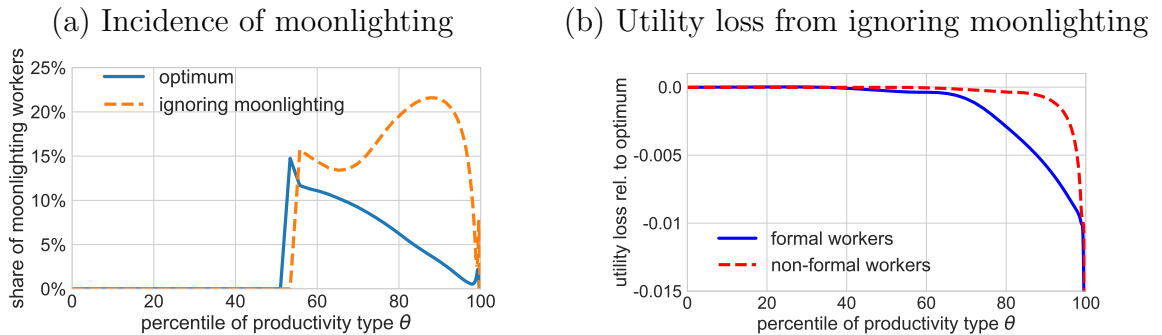 (a) Incidence of moonlighting
share of moonlighting workers
25%
20%
15%
10%
5%
0%
optimum
ignoring moonlighting
0 20 40 60 80 100
percentile of productivity type θ
(b) Utility loss from ignoring moonlighting
utility loss rel. to optimum
0.0
-0.005
-0.01
-0.015
formal workers
non-formal workers
0 20 40 60 80 100
percentile of productivity type θ